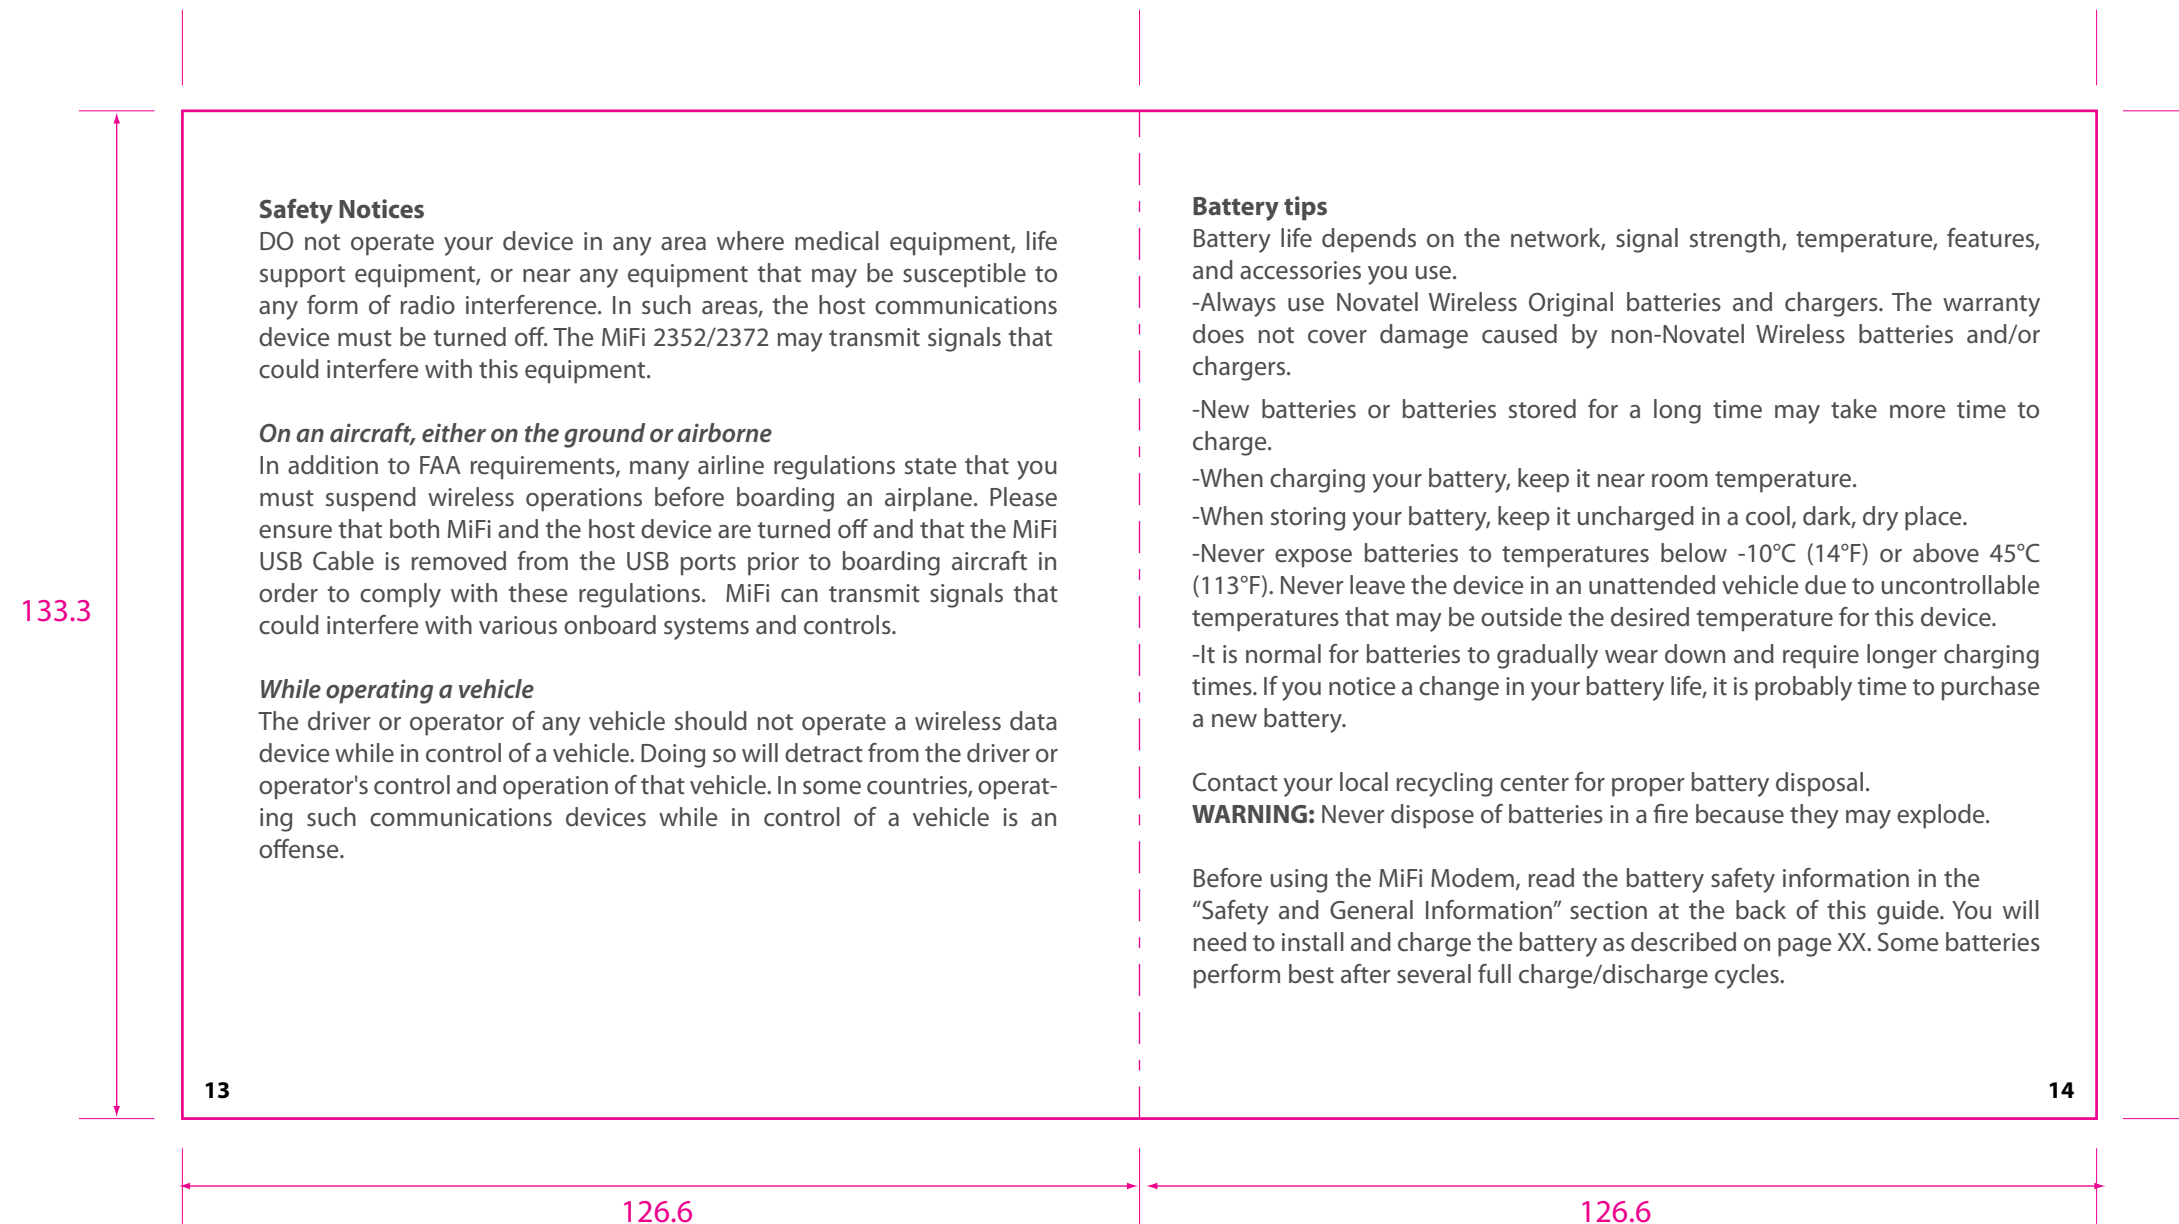 Safety Notices
DO not operate your device in any area where medical equipment, life
support equipment, or near any equipment that may be susceptible to
any form of radio interference. In such areas, the host communications
device must be turned off. The MiFi 2352/2372 may transmit signals that
could interfere with this equipment.
On an aircraft, either on the ground or airborne
In addition to FAA requirements, many airline regulations state that you
must suspend wireless operations before boarding an airplane. Please
ensure that both MiFi and the host device are turned off and that the MiFi
USB Cable is removed from the USB ports prior to boarding aircraft in
order to comply with these regulations. MiFi can transmit signals that
could interfere with various onboard systems and controls.
While operating a vehicle
The driver or operator of any vehicle should not operate a wireless data
device while in control of a vehicle. Doing so will detract from the driver or
operator's control and operation of that vehicle. In some countries, operat-
ing such communications devices while in control of a vehicle is an
offense.
13
Battery tips
Battery life depends on the network, signal strength, temperature, features,
and accessories you use.
-Always use Novatel Wireless Original batteries and chargers. The warranty
does not cover damage caused by non-Novatel Wireless batteries and/or
chargers.
-New batteries or batteries stored for a long time may take more time to
charge.
-When charging your battery, keep it near room temperature.
-When storing your battery, keep it uncharged in a cool, dark, dry place.
-Never expose batteries to temperatures below -10°C (14°F) or above 45°C
(113°F). Never leave the device in an unattended vehicle due to uncontrollable
temperatures that may be outside the desired temperature for this device.
-It is normal for batteries to gradually wear down and require longer charging
times. If you notice a change in your battery life, it is probably time to purchase
a new battery.
Contact your local recycling center for proper battery disposal.
WARNING: Never dispose of batteries in a fire because they may explode.
Before using the MiFi Modem, read the battery safety information in the
“Safety and General Information” section at the back of this guide. You will
need to install and charge the battery as described on page XX. Some batteries
perform best after several full charge/discharge cycles.
14
133.3
126.6
126.6